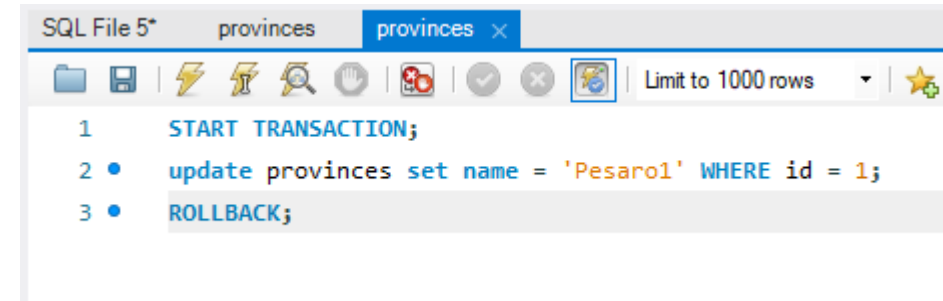 SQL File 5* provinces provinces ×
Limit to 1000 rows
1 START TRANSACTION;
2 update provinces set name = 'Pesaro1' WHERE id = 1;
3 ROLLBACK;